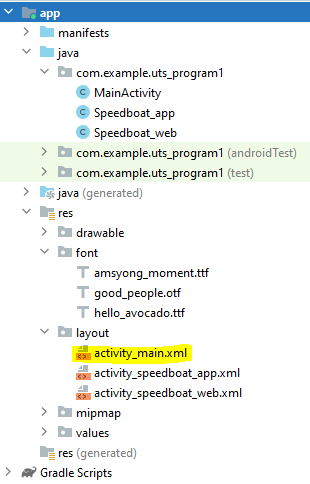 app
manifests
java
com.example.uts_program1
MainActivity
Speedboat_app
Speedboat_web
com.example.uts_program1 (androidTest)
com.example.uts_program1 (test)
java (generated)
res
drawable
font
amsyong_moment.ttf
good_people.otf
hello_avocado.ttf
layout
activity_main.xml
activity_speedboat_app.xml
activity_speedboat_web.xml
mipmap
values
res (generated)
Gradle Scripts